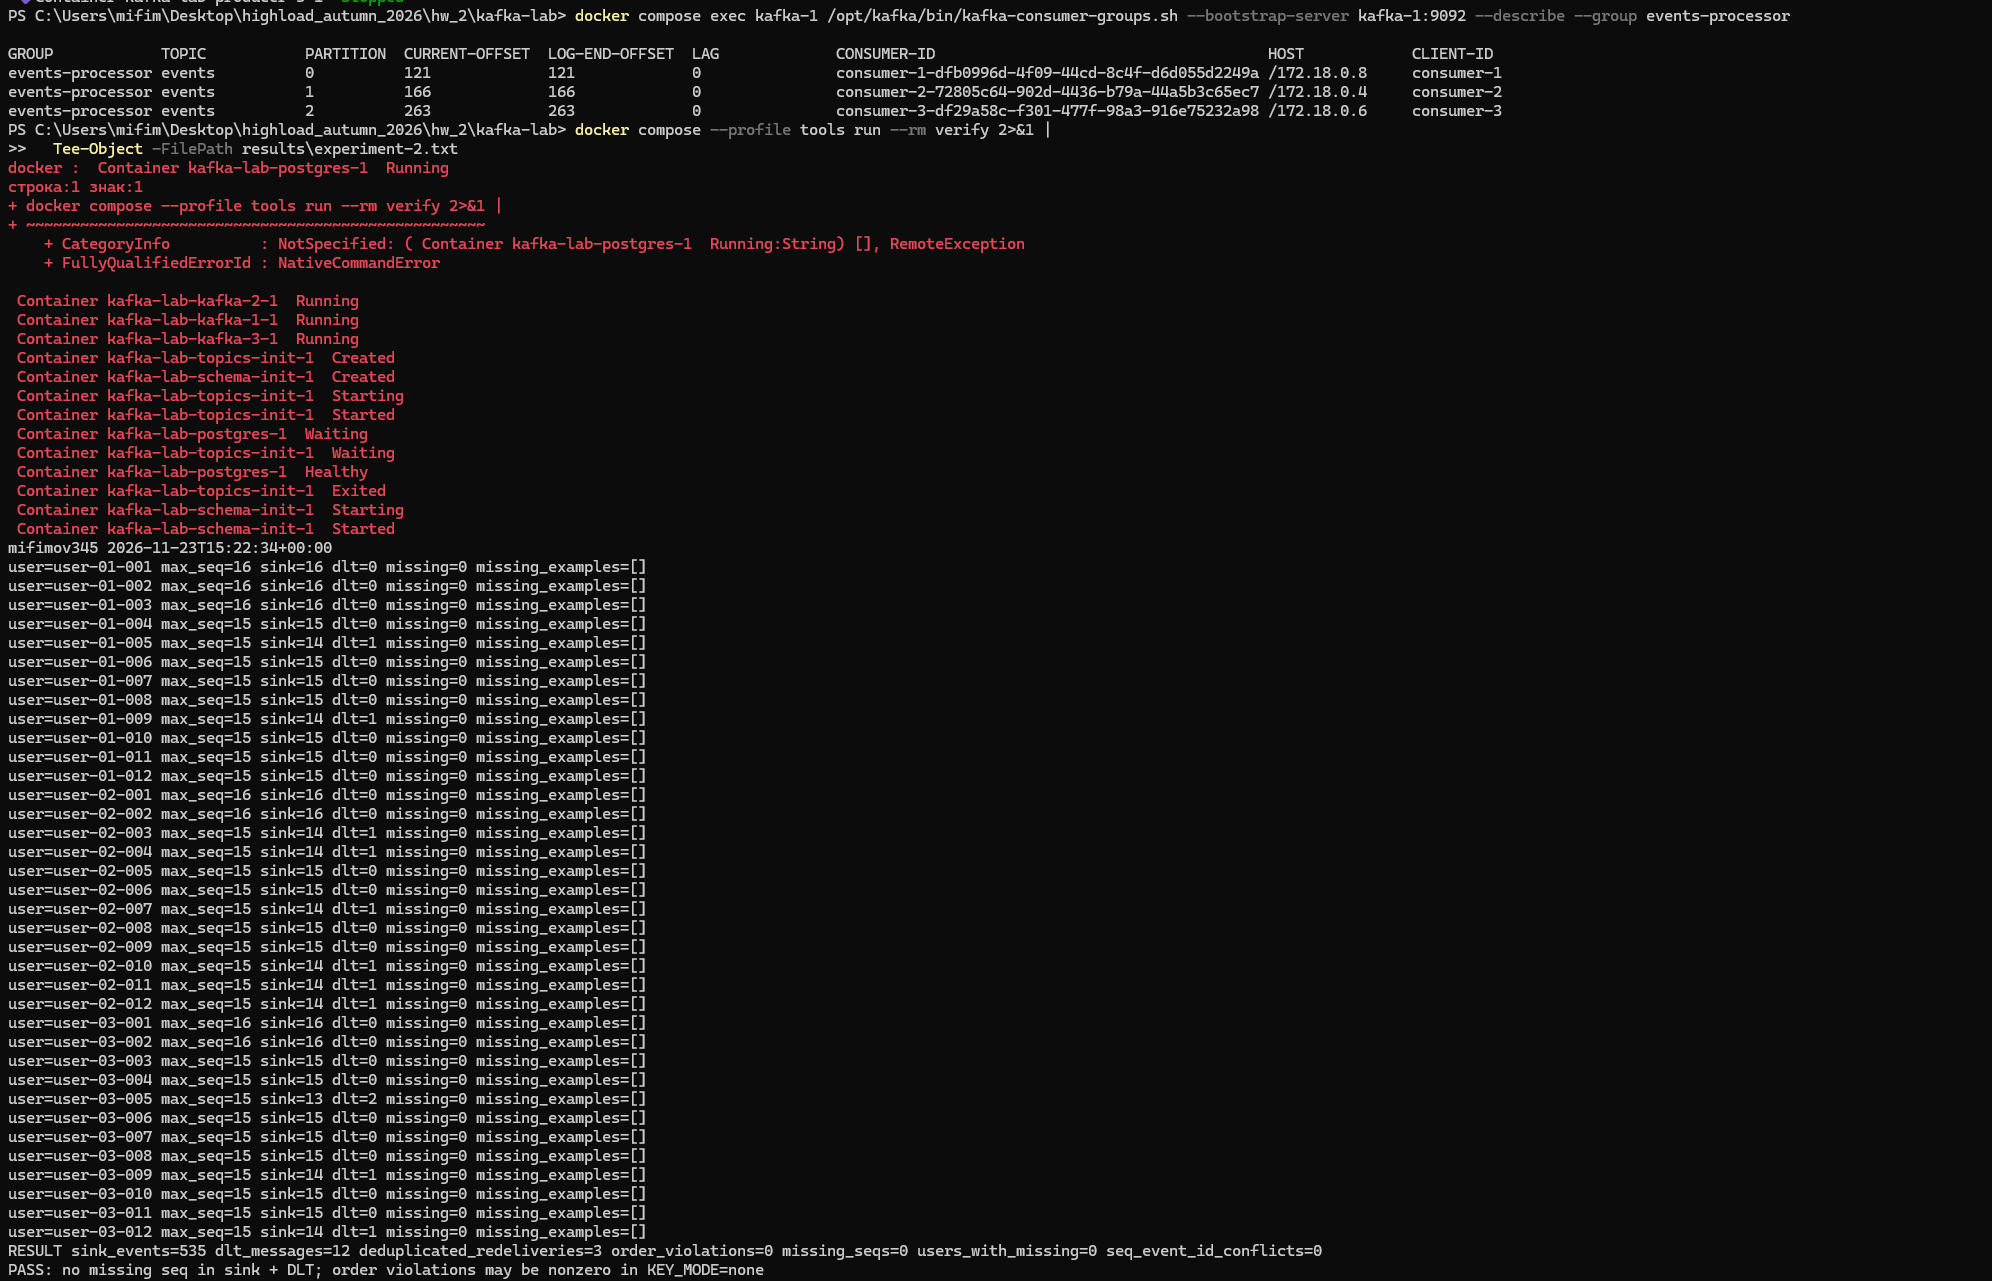 Container kafka-lab-producer-3-1 Stopped
PS C:\Users\mifim\Desktop\highload_autumn_2026\hw_2\kafka-lab> docker compose exec kafka-1 /opt/kafka/bin/kafka-consumer-groups.sh --bootstrap-server kafka-1:9092 --describe --group events-processor
GROUP TOPIC PARTITION CURRENT-OFFSET LOG-END-OFFSET LAG CONSUMER-ID HOST CLIENT-ID
events-processor events 0 121 121 0 consumer-1-dfb0996d-4f09-44cd-8c4f-d6d055d2249a /172.18.0.8 consumer-1
events-processor events 1 166 166 0 consumer-2-72805c64-902d-4436-b79a-44a5b3c65ec7 /172.18.0.4 consumer-2
events-processor events 2 263 263 0 consumer-3-df29a58c-f301-477f-98a3-916e75232a98 /172.18.0.6 consumer-3
PS C:\Users\mifim\Desktop\highload_autumn_2026\hw_2\kafka-lab> docker compose --profile tools run --rm verify 2>&1 |
>> Tee-Object -FilePath results\experiment-2.txt
docker : Container kafka-lab-postgres-1 Running
строка:1 знак:1
+ docker compose --profile tools run --rm verify 2>&1 |
+ ~~~~~~~~~~~~~~~~~~~~~~~~~~~~~~~~~~~~~~~~~~~~~~~~~~~
+ CategoryInfo : NotSpecified: ( Container kafka-lab-postgres-1 Running:String) [], RemoteException
+ FullyQualifiedErrorId : NativeCommandError
Container kafka-lab-kafka-2-1 Running
Container kafka-lab-kafka-1-1 Running
Container kafka-lab-kafka-3-1 Running
Container kafka-lab-topics-init-1 Created
Container kafka-lab-schema-init-1 Created
Container kafka-lab-topics-init-1 Starting
Container kafka-lab-topics-init-1 Started
Container kafka-lab-postgres-1 Waiting
Container kafka-lab-topics-init-1 Waiting
Container kafka-lab-postgres-1 Healthy
Container kafka-lab-topics-init-1 Exited
Container kafka-lab-schema-init-1 Starting
Container kafka-lab-schema-init-1 Started
mifimov345 2026-11-23T15:22:34+00:00
user=user-01-001 max_seq=16 sink=16 dlt=0 missing=0 missing_examples=[]
user=user-01-002 max_seq=16 sink=16 dlt=0 missing=0 missing_examples=[]
user=user-01-003 max_seq=16 sink=16 dlt=0 missing=0 missing_examples=[]
user=user-01-004 max_seq=15 sink=15 dlt=0 missing=0 missing_examples=[]
user=user-01-005 max_seq=15 sink=14 dlt=1 missing=0 missing_examples=[]
user=user-01-006 max_seq=15 sink=15 dlt=0 missing=0 missing_examples=[]
user=user-01-007 max_seq=15 sink=15 dlt=0 missing=0 missing_examples=[]
user=user-01-008 max_seq=15 sink=15 dlt=0 missing=0 missing_examples=[]
user=user-01-009 max_seq=15 sink=14 dlt=1 missing=0 missing_examples=[]
user=user-01-010 max_seq=15 sink=15 dlt=0 missing=0 missing_examples=[]
user=user-01-011 max_seq=15 sink=15 dlt=0 missing=0 missing_examples=[]
user=user-01-012 max_seq=15 sink=15 dlt=0 missing=0 missing_examples=[]
user=user-02-001 max_seq=16 sink=16 dlt=0 missing=0 missing_examples=[]
user=user-02-002 max_seq=16 sink=16 dlt=0 missing=0 missing_examples=[]
user=user-02-003 max_seq=15 sink=14 dlt=1 missing=0 missing_examples=[]
user=user-02-004 max_seq=15 sink=14 dlt=1 missing=0 missing_examples=[]
user=user-02-005 max_seq=15 sink=15 dlt=0 missing=0 missing_examples=[]
user=user-02-006 max_seq=15 sink=15 dlt=0 missing=0 missing_examples=[]
user=user-02-007 max_seq=15 sink=14 dlt=1 missing=0 missing_examples=[]
user=user-02-008 max_seq=15 sink=15 dlt=0 missing=0 missing_examples=[]
user=user-02-009 max_seq=15 sink=15 dlt=0 missing=0 missing_examples=[]
user=user-02-010 max_seq=15 sink=14 dlt=1 missing=0 missing_examples=[]
user=user-02-011 max_seq=15 sink=14 dlt=1 missing=0 missing_examples=[]
user=user-02-012 max_seq=15 sink=14 dlt=1 missing=0 missing_examples=[]
user=user-03-001 max_seq=16 sink=16 dlt=0 missing=0 missing_examples=[]
user=user-03-002 max_seq=16 sink=16 dlt=0 missing=0 missing_examples=[]
user=user-03-003 max_seq=15 sink=15 dlt=0 missing=0 missing_examples=[]
user=user-03-004 max_seq=15 sink=15 dlt=0 missing=0 missing_examples=[]
user=user-03-005 max_seq=15 sink=13 dlt=2 missing=0 missing_examples=[]
user=user-03-006 max_seq=15 sink=15 dlt=0 missing=0 missing_examples=[]
user=user-03-007 max_seq=15 sink=15 dlt=0 missing=0 missing_examples=[]
user=user-03-008 max_seq=15 sink=15 dlt=0 missing=0 missing_examples=[]
user=user-03-009 max_seq=15 sink=14 dlt=1 missing=0 missing_examples=[]
user=user-03-010 max_seq=15 sink=15 dlt=0 missing=0 missing_examples=[]
user=user-03-011 max_seq=15 sink=15 dlt=0 missing=0 missing_examples=[]
user=user-03-012 max_seq=15 sink=14 dlt=1 missing=0 missing_examples=[]
RESULT sink_events=535 dlt_messages=12 deduplicated_redeliveries=3 order_violations=0 missing_seqs=0 users_with_missing=0 seq_event_id_conflicts=0
PASS: no missing seq in sink + DLT; order violations may be nonzero in KEY_MODE=none